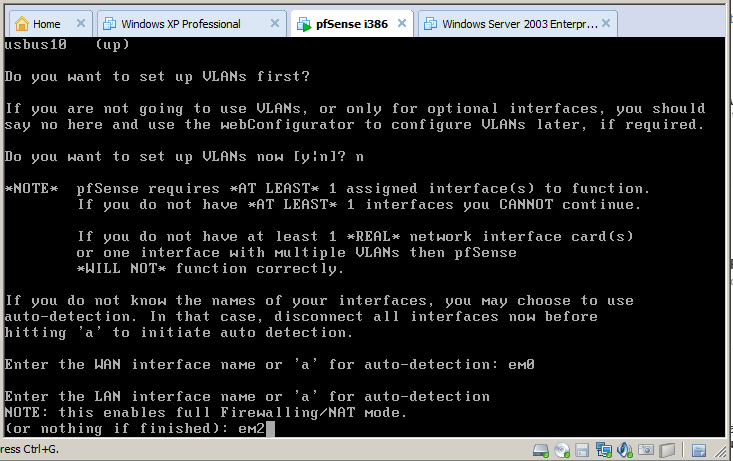 Home
Windows XP Professional
pfSense i386
Windows Server 2003 Enterpr...
usbus10   (up)
Do you want to set up VLANs first?
If you are not going to use VLANs, or only for optional interfaces, you should
say no here and use the webConfigurator to configure VLANs later, if required.
Do you want to set up VLANs now [y¦n]? n
*NOTE*  pfSense requires *AT LEAST* 1 assigned interface(s) to function.
If you do not have *AT LEAST* 1 interfaces you CANNOT continue.
If you do not have at least 1 *REAL* network interface card(s)
or one interface with multiple VLANs then pfSense
*WILL NOT* function correctly.
If you do not know the names of your interfaces, you may choose to use
auto-detection. In that case, disconnect all interfaces now before
hitting 'a' to initiate auto detection.
Enter the WAN interface name or 'a' for auto-detection: em0
Enter the LAN interface name or 'a' for auto-detection
NOTE: this enables full Firewalling/NAT mode.
(or nothing if finished): em2
ress Ctrl+G.